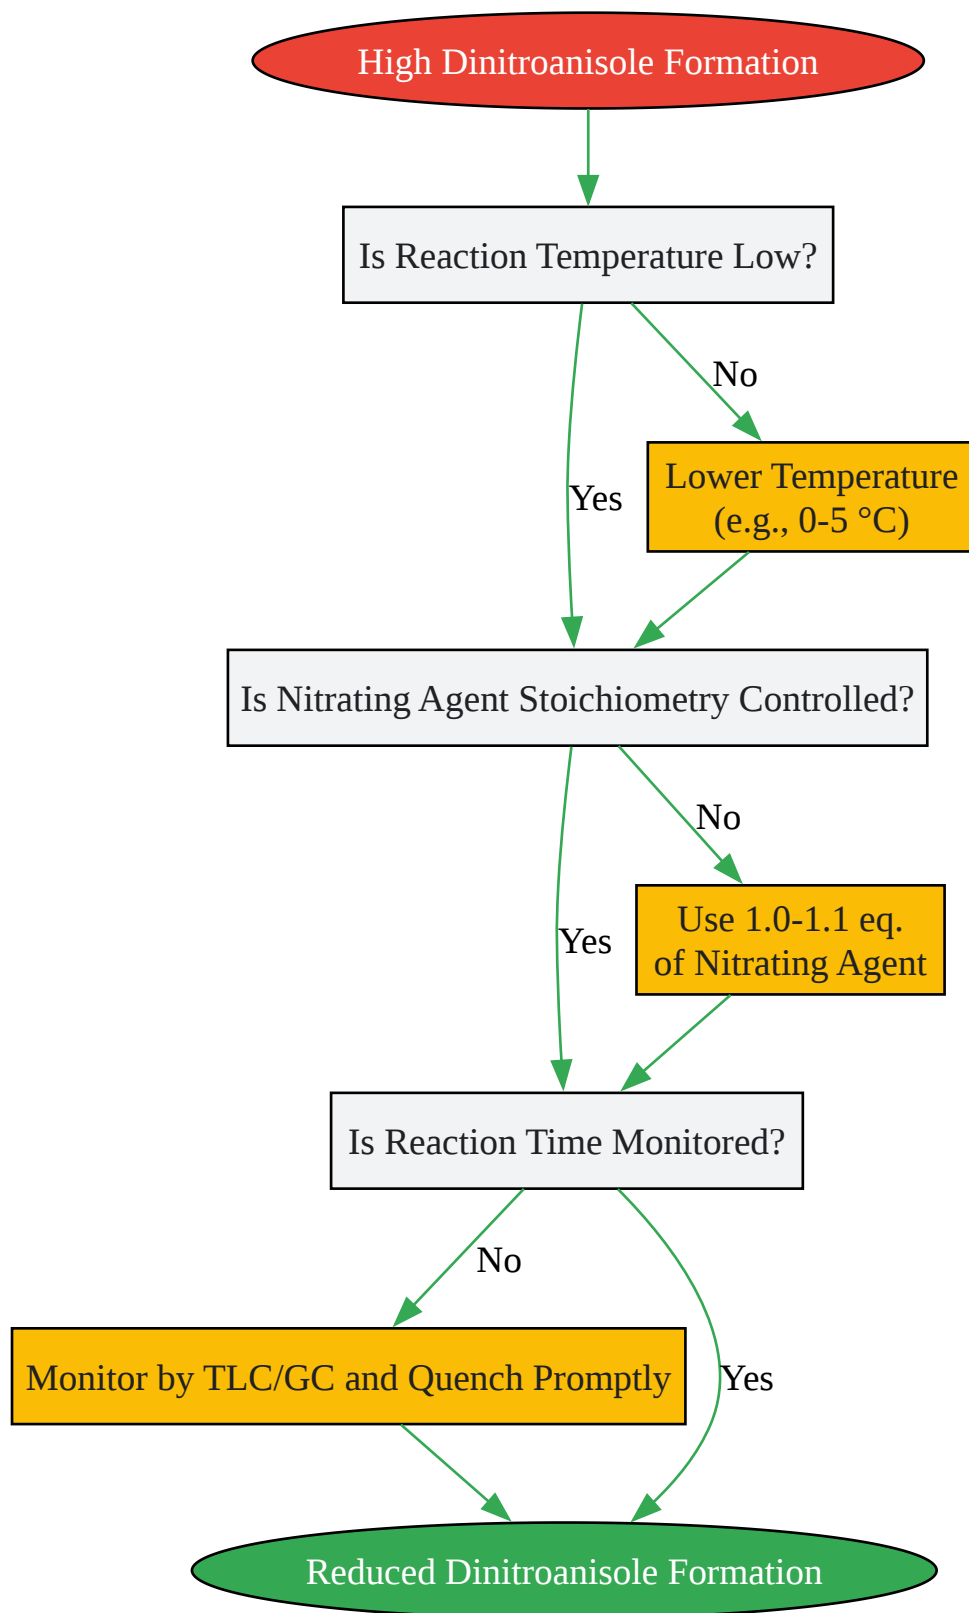 High Dinitroanisole Formation
Is Reaction Temperature Low?
No
Yes
Lower Temperature
(e.g., 0-5 °C)
Is Nitrating Agent Stoichiometry Controlled?
No
Yes
Use 1.0-1.1 eq.
of Nitrating Agent
Is Reaction Time Monitored?
No
Monitor by TLC/GC and Quench Promptly
Yes
Reduced Dinitroanisole Formation